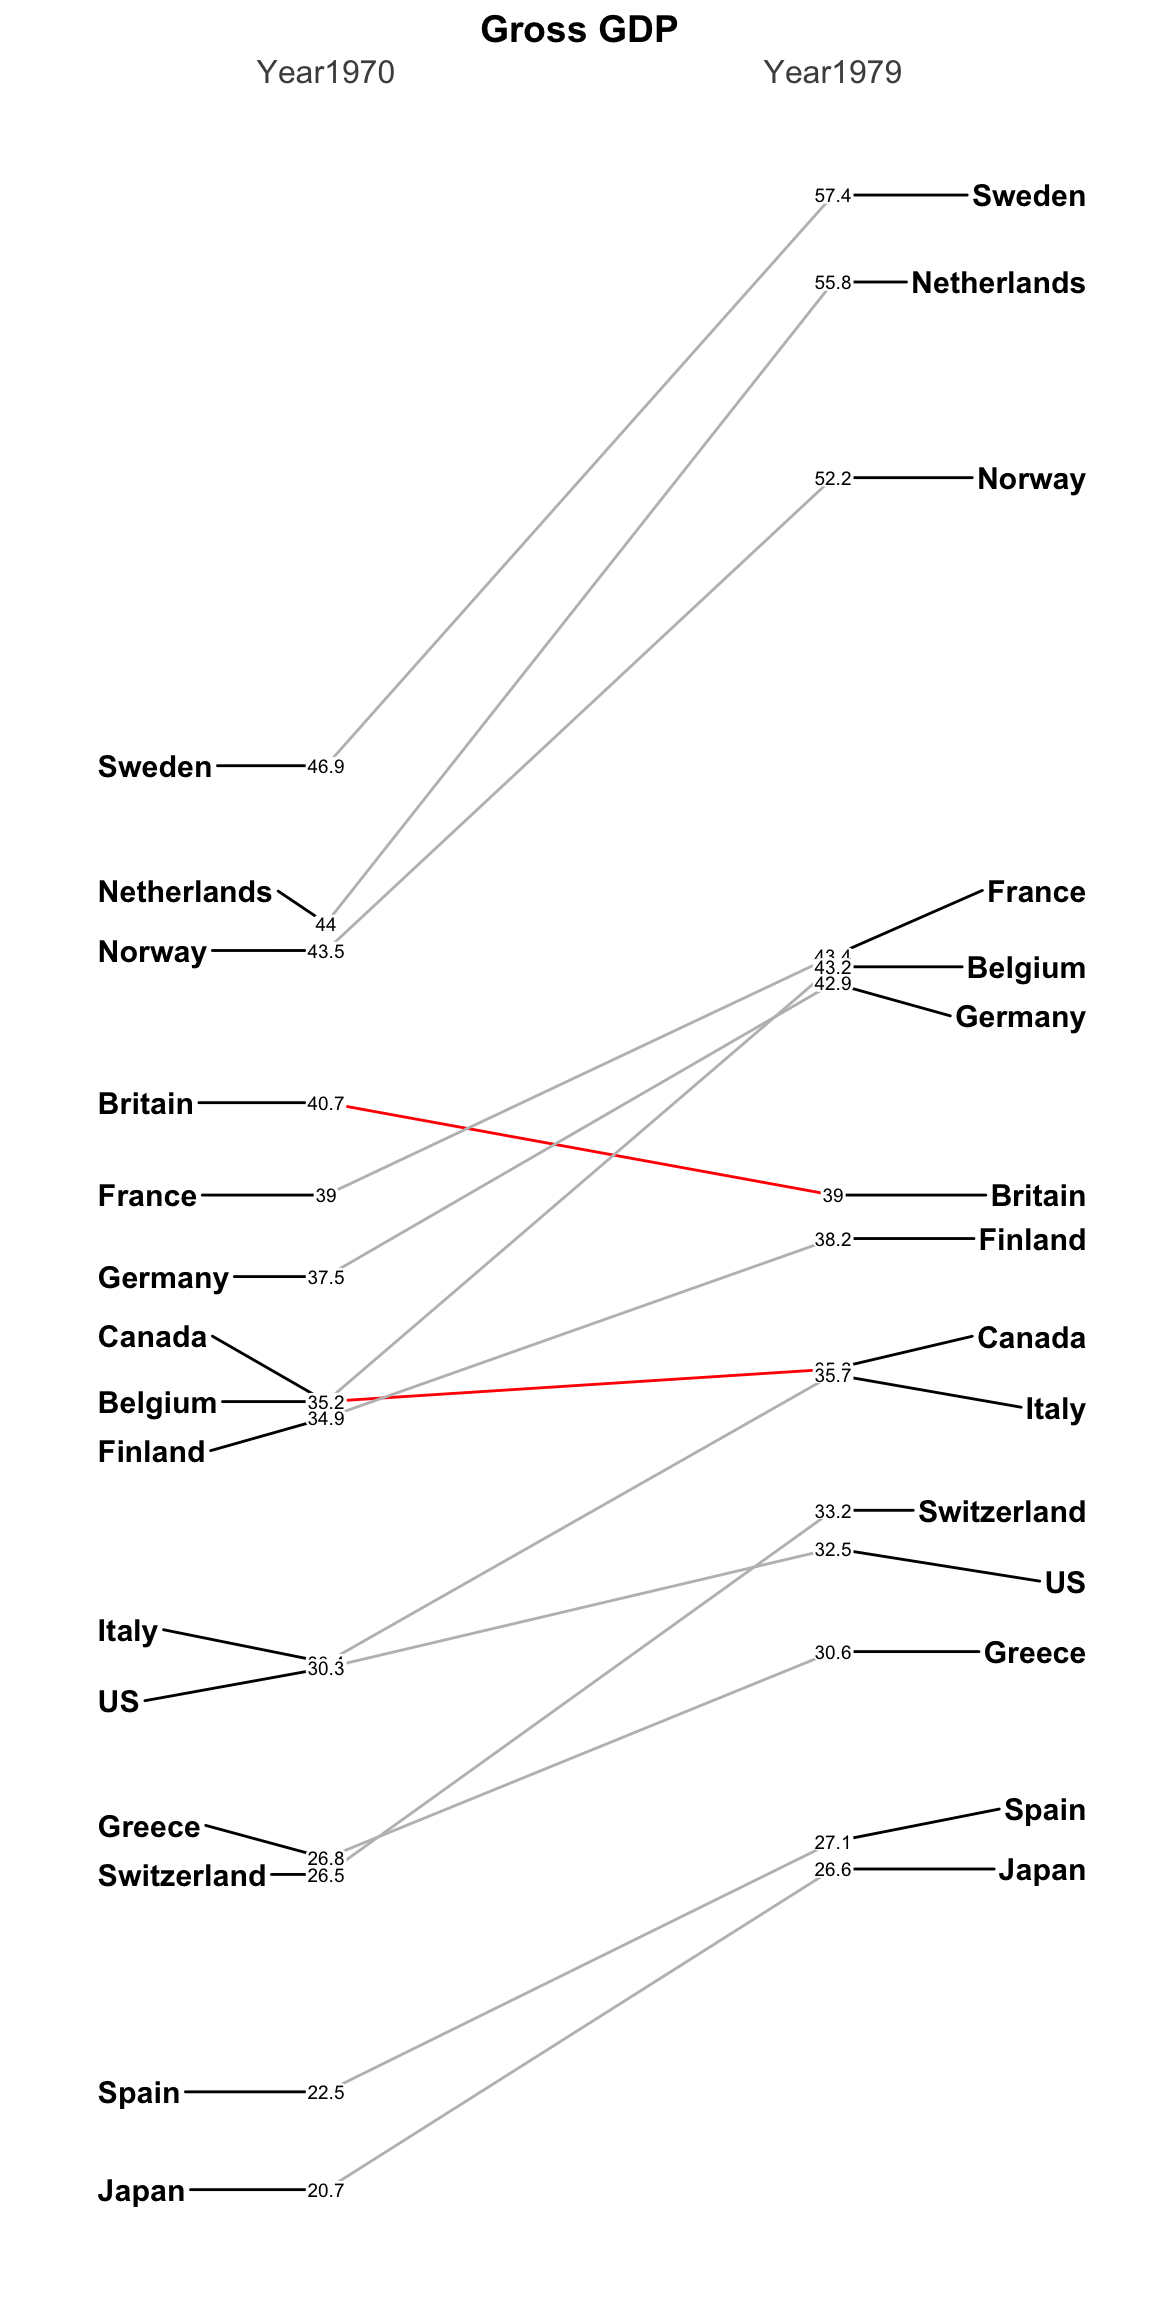 Gross GDP
Year1970 Year1979
57.4 Sweden
55.8 Netherlands
52.2 Norway
Sweden 46.9
Netherlands 44
France
Norway 43.5
43.4
43.2 Belgium
42.9
Germany
Britain 40.7
France 39
39 Britain
38.2 Finland
Germany 37.5
Canada
Canada
35.7
Belgium 35.2
Italy
34.9
Finland
33.2 Switzerland
32.5
US
Italy
30.6 Greece
30.3
US
Spain
Greece
27.1
26.8
26.6 Japan
Switzerland 26.5
Spain 22.5
Japan 20.7